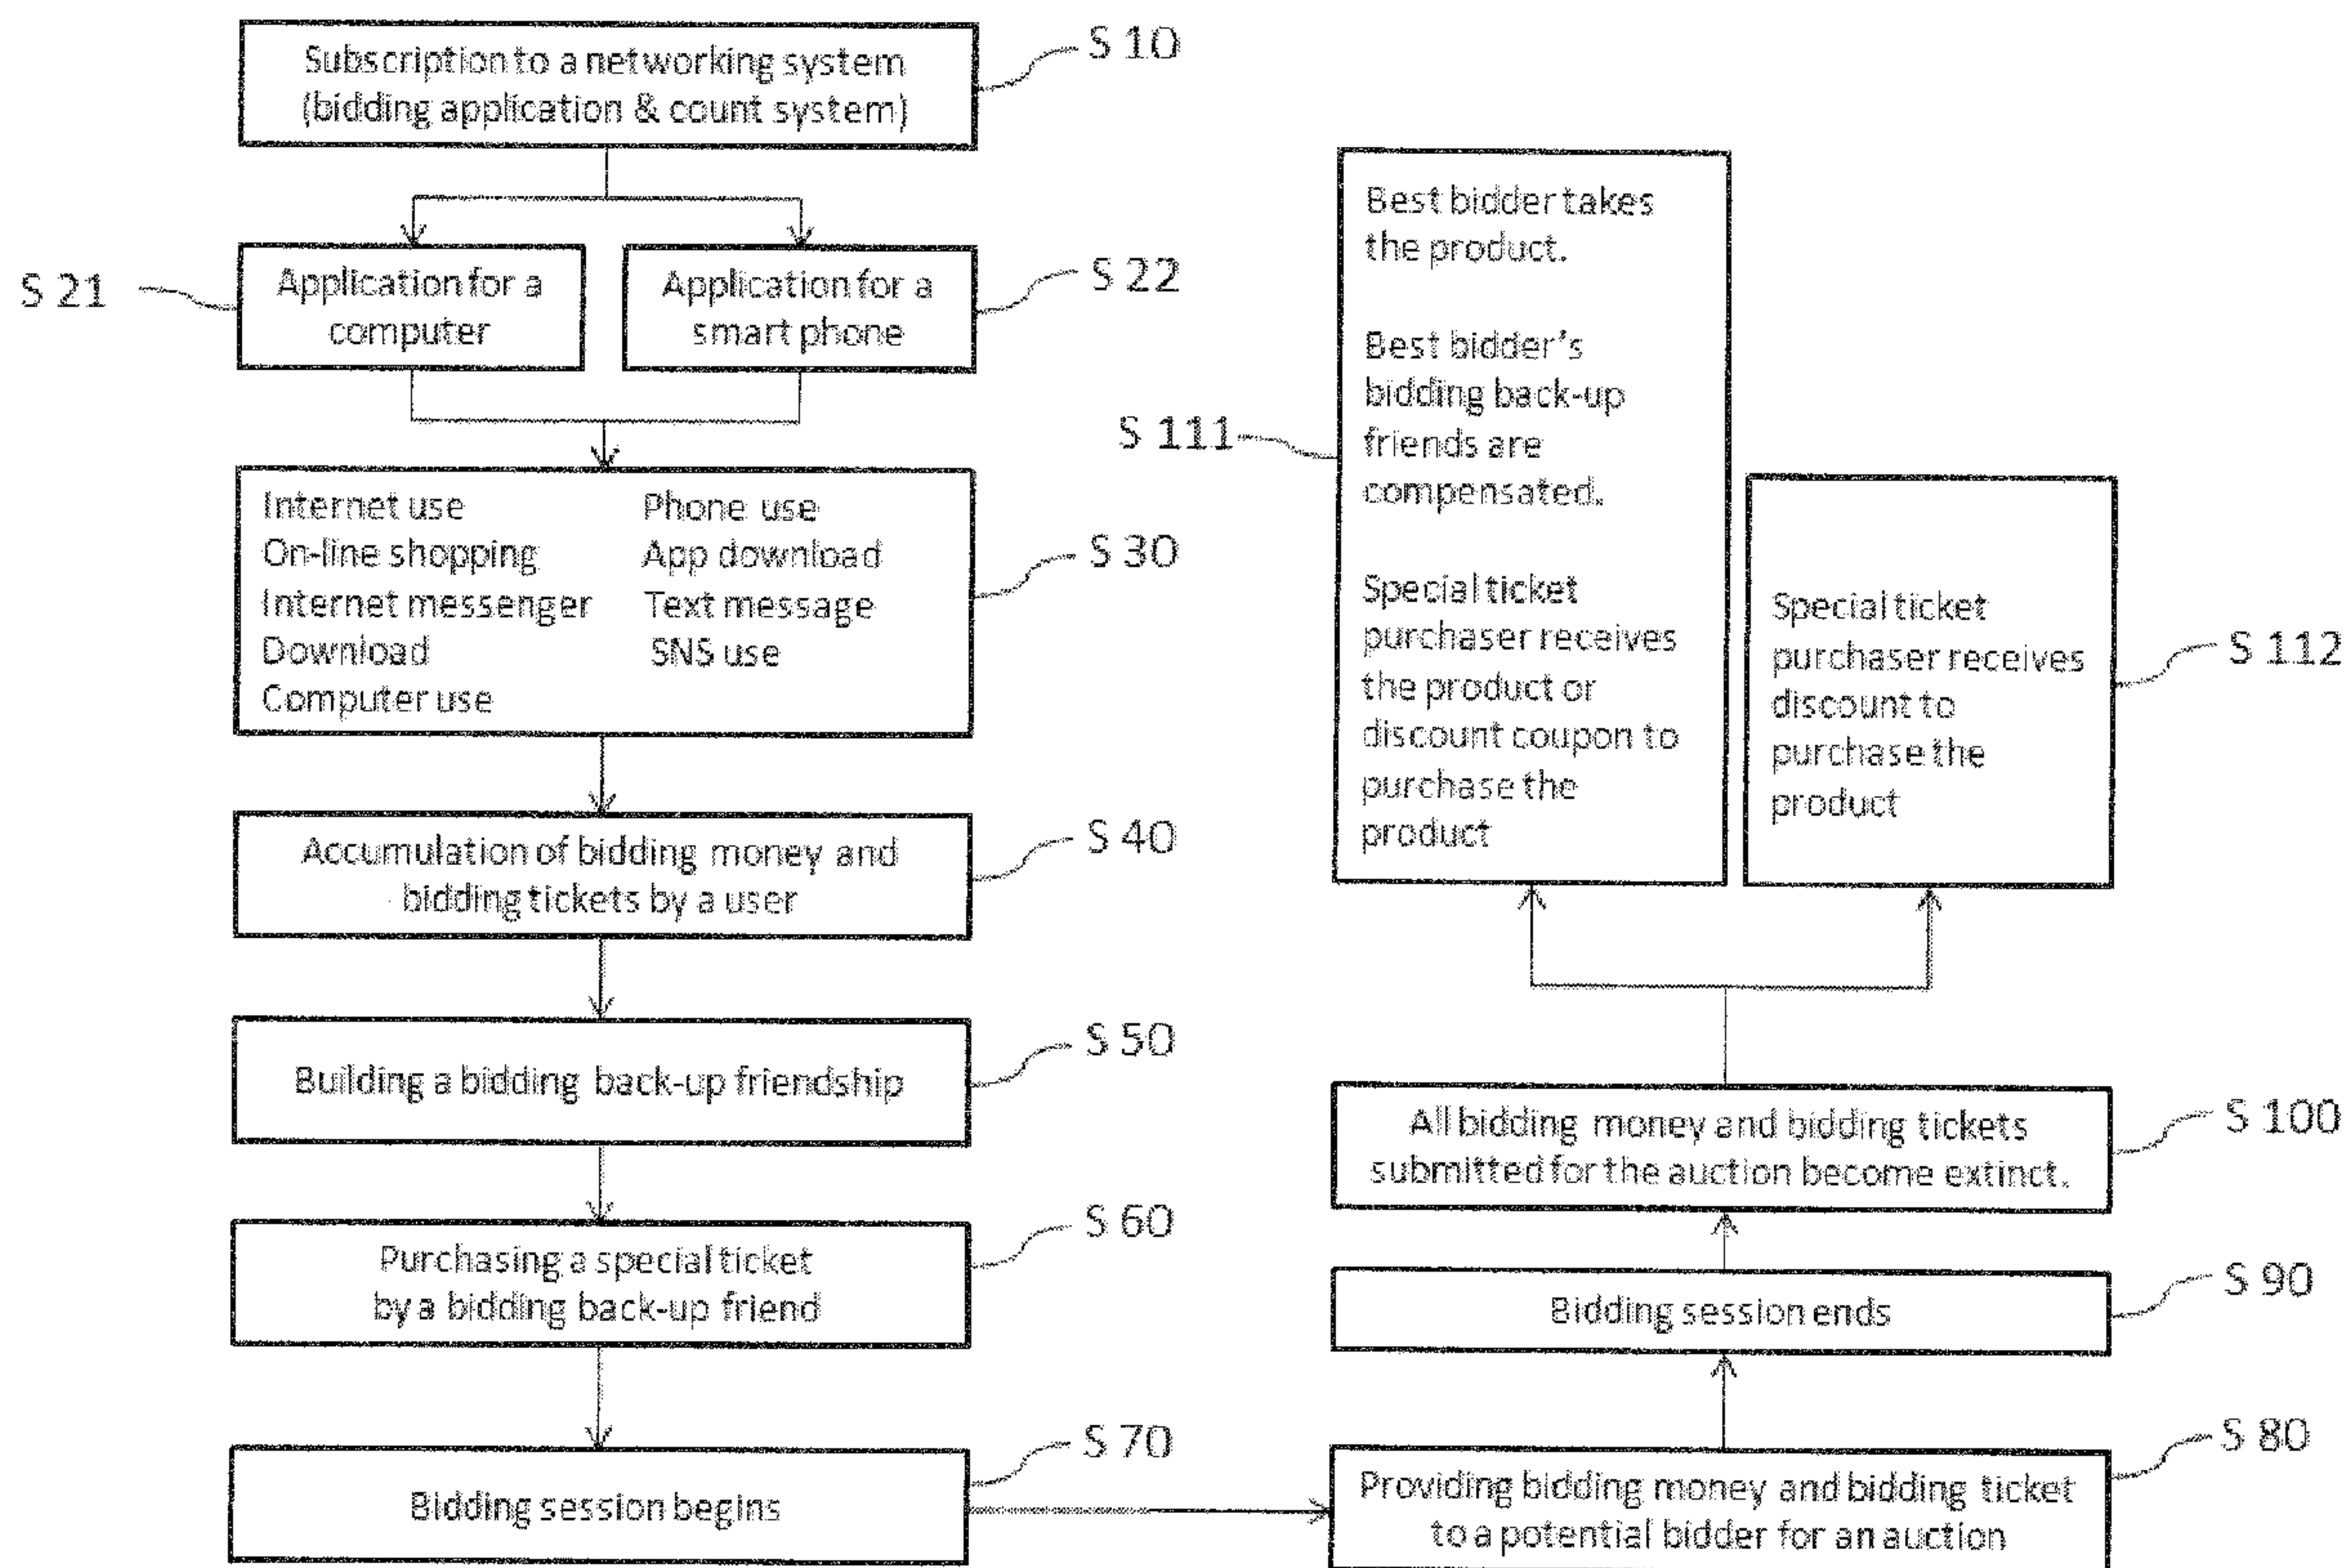 Subscription to a networking system
(bidding application & count system)
S 10
S 21
Application for a
computer
Application for a
smart phone
S 22
Internet use
On-line shopping
Internet messenger
Download
Computer use
Phone use
App download
Text message
SNS use
S 30
Accumulation of bidding money and
bidding tickets by a user
S 40
Building a bidding back-up friendship
S 50
Purchasing a special ticket
by a bidding back-up friend
S 60
Bidding session begins
S 70
Providing bidding money and bidding ticket
to a potential bidder for an auction
S 80
Bidding session ends
S 90
All bidding money and bidding tickets
submitted for the auction become extinct.
S 100
S 111
Best bidder takes
the product.
Best bidder's
bidding back-up
friends are
compensated.
Special ticket
purchaser receives
the product or
discount coupon to
purchase the
product
Special ticket
purchaser receives
discount to
purchase the
product
S 112